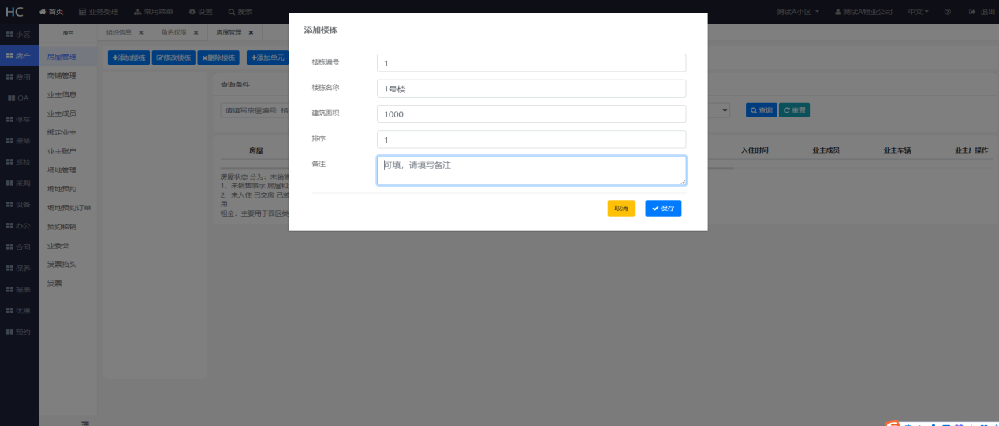 HC 首页 业务受理 常用菜单 设置 搜索 测试A小区 测试A物业公司 中文 退出
小区
房产
费用
OA
停车
报修
巡检
采购
设备
办公
合同
保养
报表
优惠
预约
房产
房屋管理
商铺管理
业主信息
业主成员
绑定业主
业主账户
场地管理
场地预约
场地预约订单
预约核销
业委会
发票抬头
发票
组织信息 角色权限 房屋管理
添加楼栋 修改楼栋 删除楼栋 添加单元
查询条件
请填写房屋编号
查询 重置
房屋 入住时间 业主成员 业主车辆 操作
房屋状态 分为：未销售
1、未销售表示 房屋和
2、未入住 已交房
用
租金：主要用于园区类
添加楼栋
楼栋编号 1
楼栋名称 1号楼
建筑面积 1000
排序 1
备注 可填，请填写备注
取消 保存